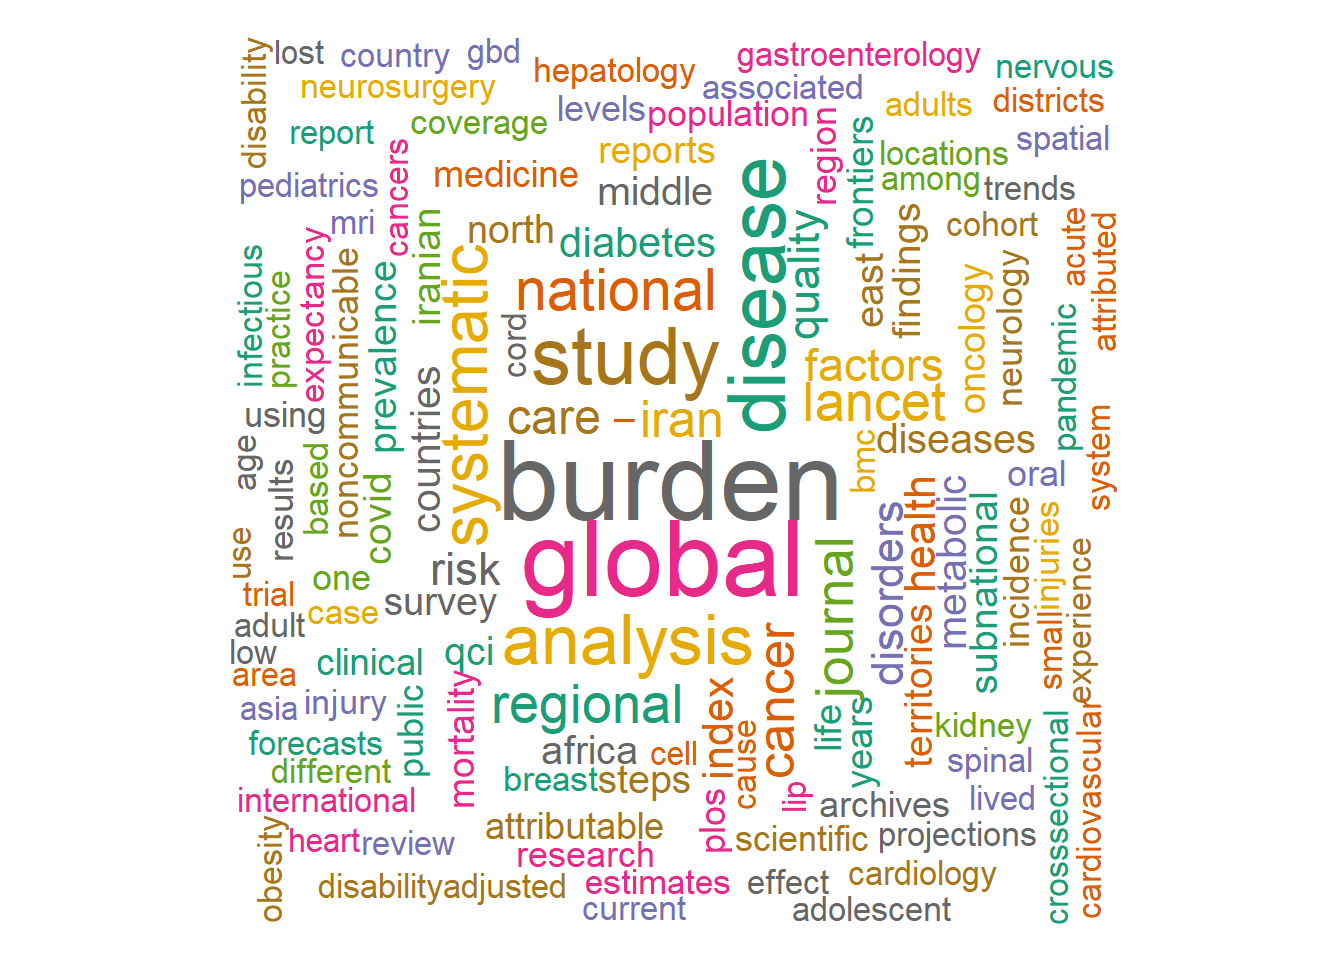 lost
country
gbd
hepatology
gastroenterology
nervous
disability
neurosurgery
levels
associated
population
adults
districts
report
coverage
reports
region
frontiers
locations
spatial
pediatrics
cancers
medicine
middle
disease
among
trends
mri
north
diabetes
quality
findings
cohort
acute
attributed
infectious
practice
expectancy
noncommunicable
prevalence
iranian
systematic
national
cord
study
east
oncology
neurology
pandemic
factors
lancet
using
countries
care
–
iran
diseases
bmc
system
age
results
based
covid
burden
oral
use
one
risk
global
journal
disorders
health
metabolic
subnational
incidence
injuries
experience
trial
case
survey
adult
low
clinical
qci
analysis
cancer
territories
small
area
asia
injury
public
mortality
regional
index
life
years
kidney
forecasts
different
africa
cell
cause
spinal
crosssectional
cardiovascular
international
breast
steps
plos
lip
archives
lived
obesity
heart
review
attributable
research
scientific
projections
disabilityadjusted
estimates
effect
cardiology
current
adolescent